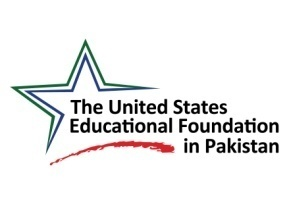 The United States
Educational Foundation
in Pakistan